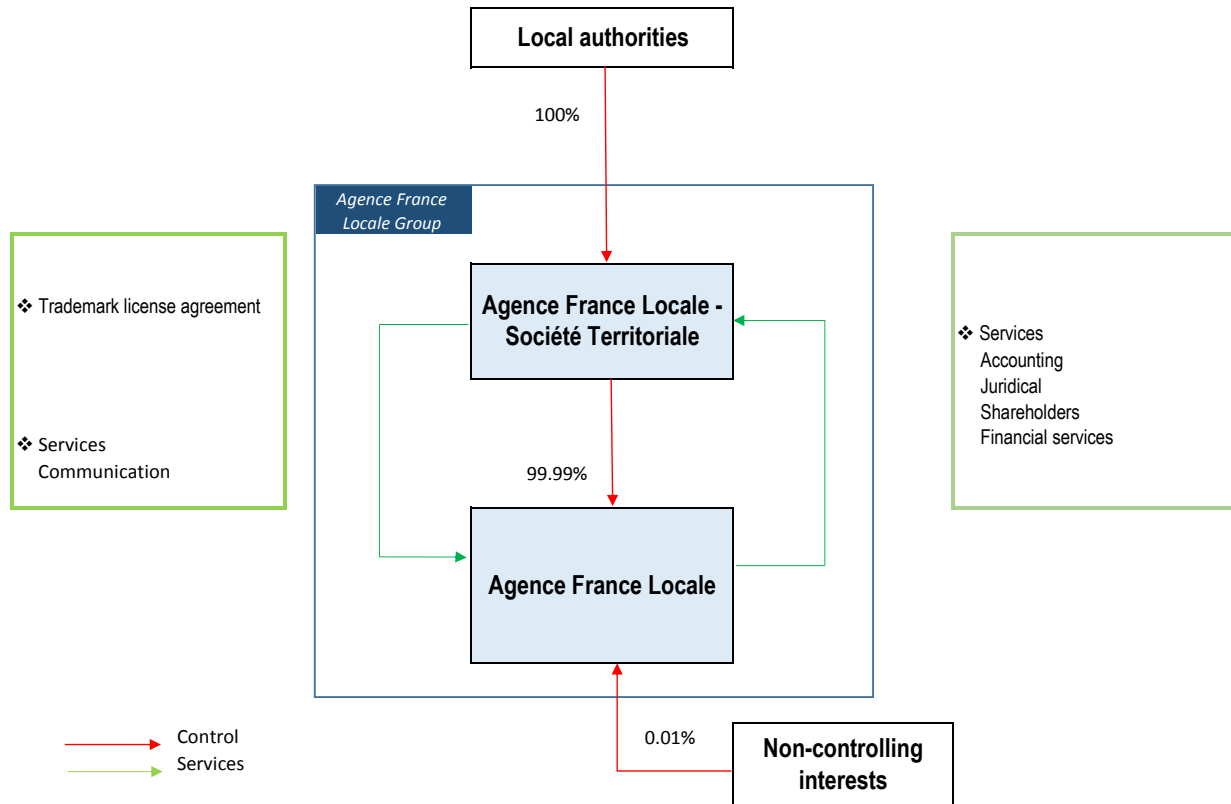 Local authorities
100%
Agence France
Locale Group
❖ Trademark license agreement
❖ Services
Communication
Agence France Locale -
Société Territoriale
❖ Services
Accounting
Juridical
Shareholders
Financial services
99.99%
Agence France Locale
0.01%
Non-controlling
interests
Control
Services